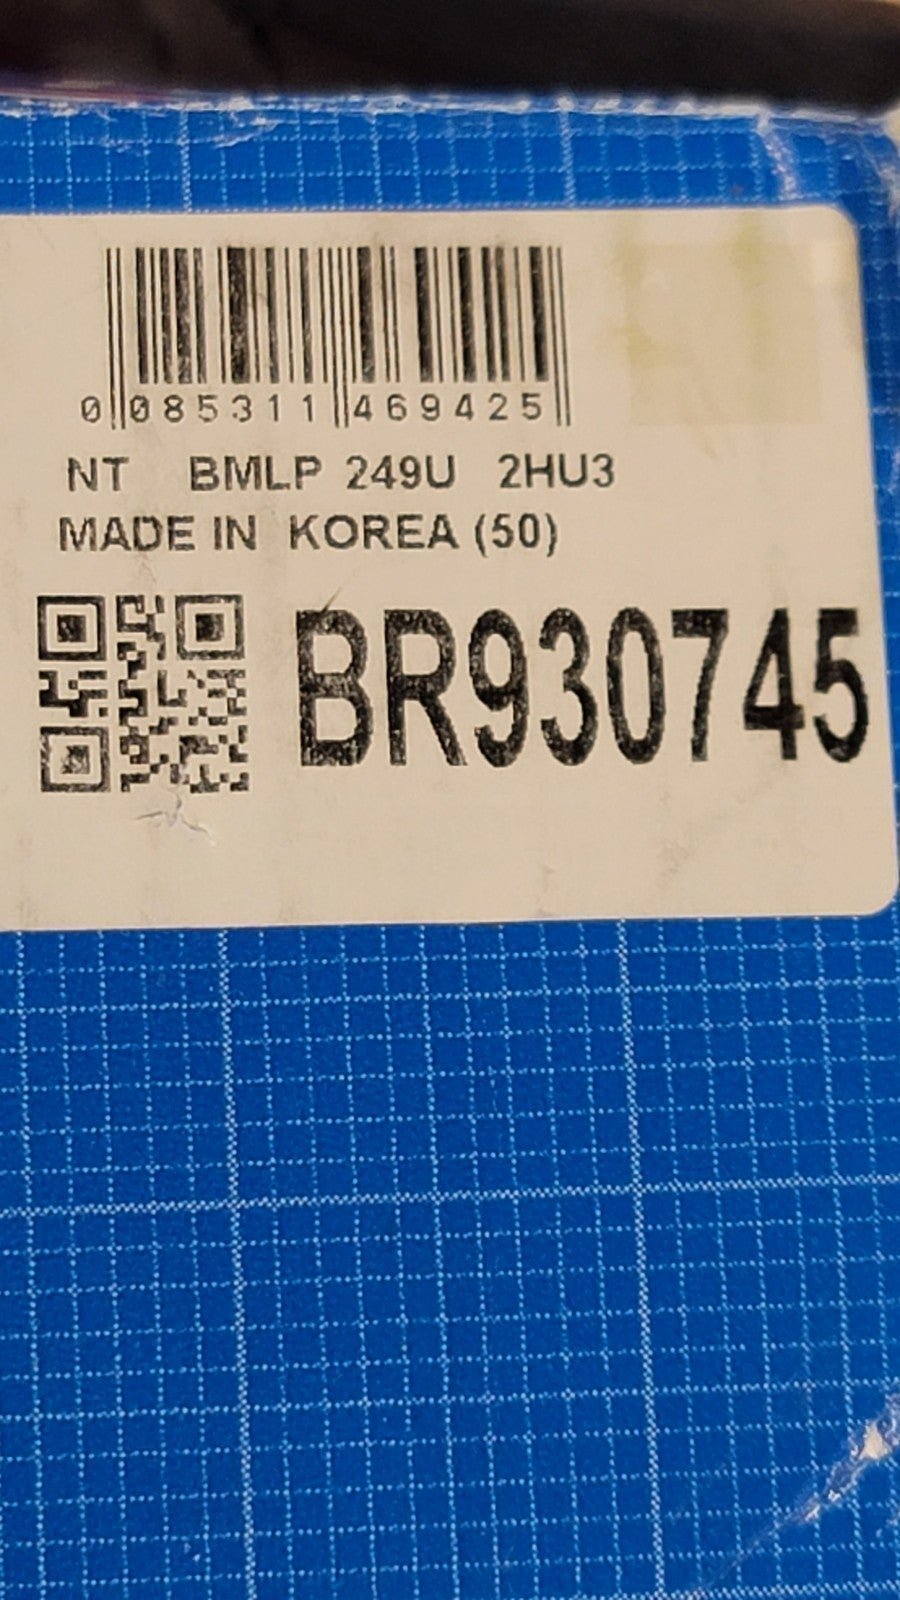 0 085311 469425
NT BMLP 249U 2HU3
MADE IN KOREA (50)
BR930745